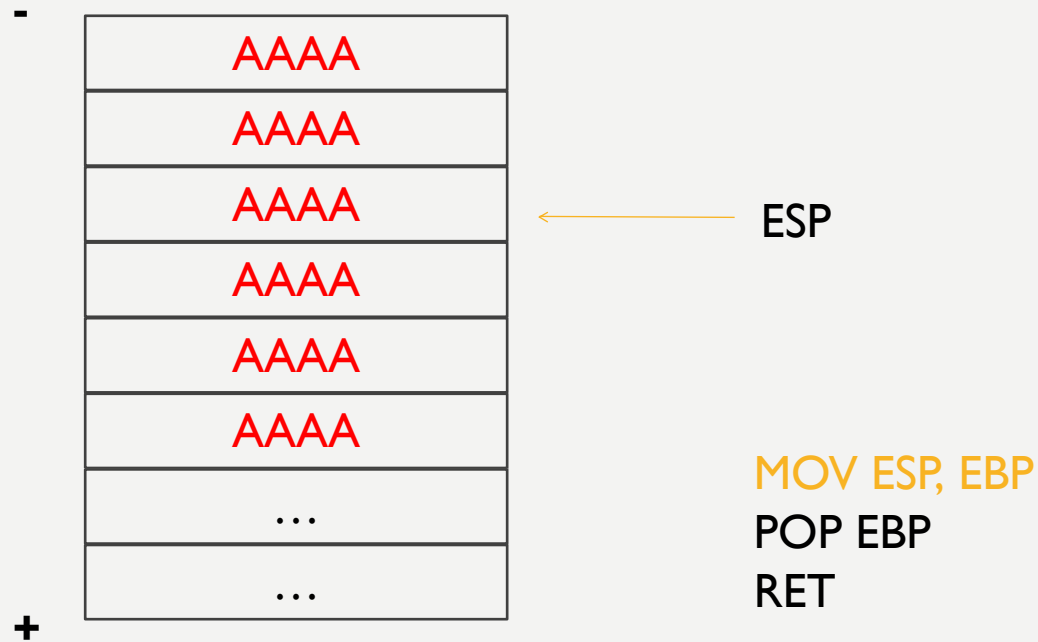 -
AAAA
AAAA
AAAA
ESP
AAAA
AAAA
AAAA
...
...
+
MOV ESP, EBP
POP EBP
RET